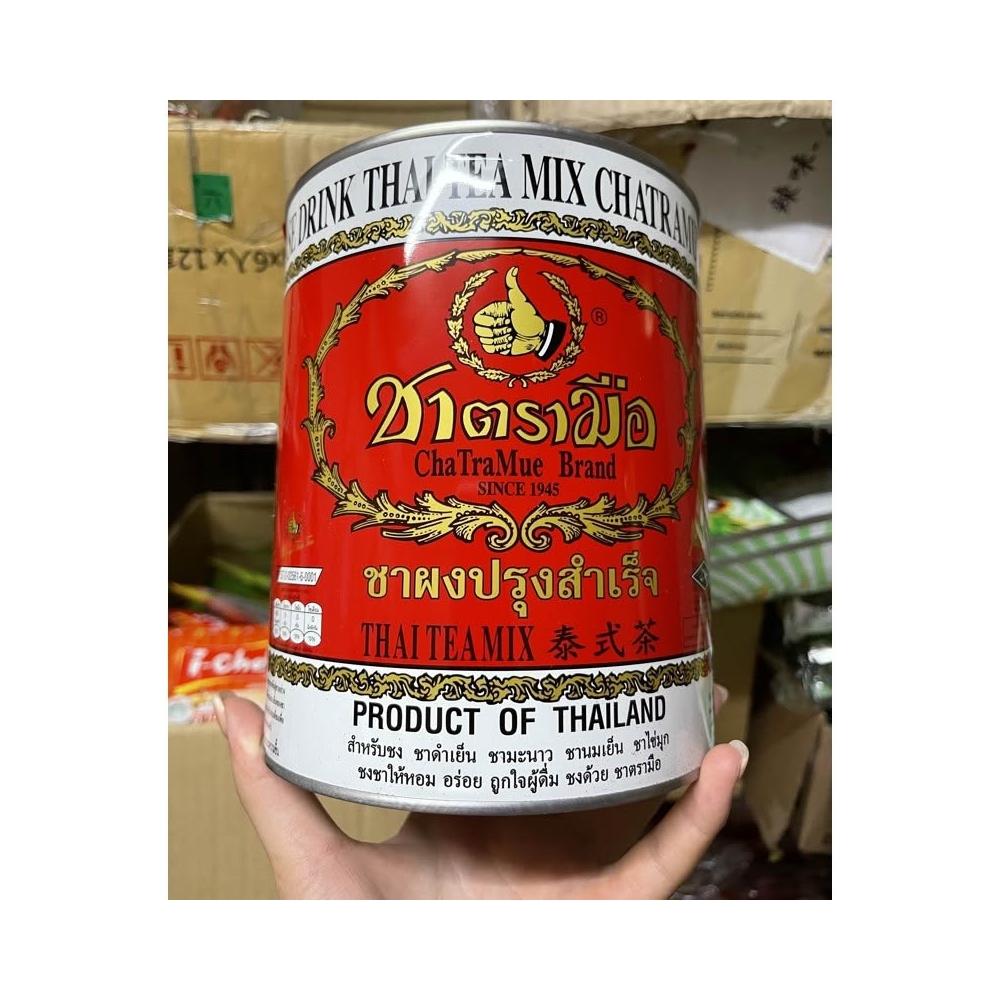 DRINK THAI TEA MIX CHATRAMUE
®
ชาตรามือ
ChaTraMue Brand
SINCE 1945
ชาผงปรุงสำเร็จ
THAI TEA MIX 泰式茶
PRODUCT OF THAILAND
สำหรับชง ชาดำเย็น ชามะนาว ชานมเย็น ชาไข่มุก
ชงชาให้หอม อร่อย ถูกใจผู้ดื่ม ชงด้วย ชาตรามือ
i-Che